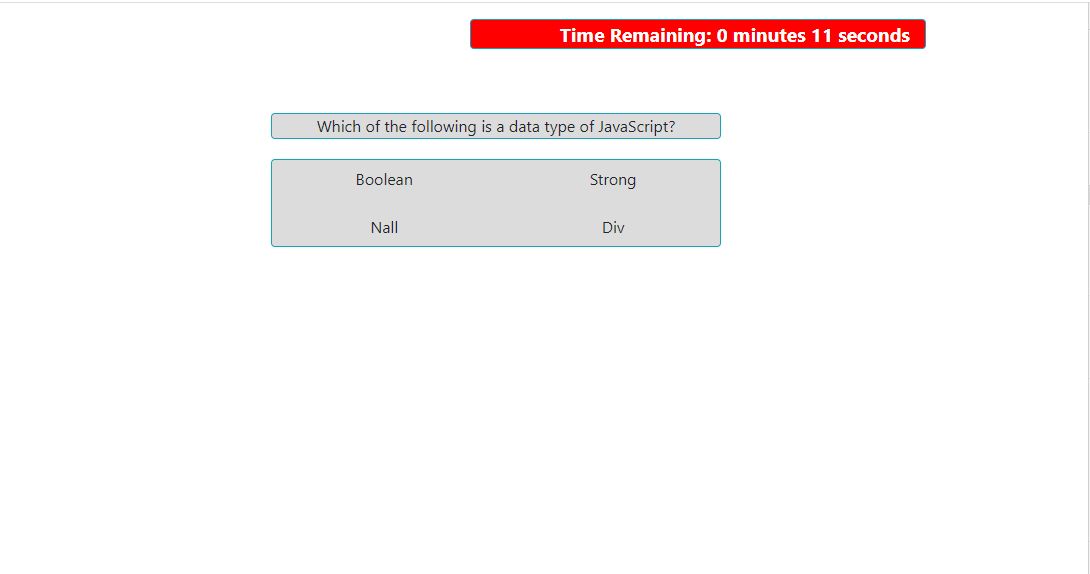 Time Remaining: 0 minutes 11 seconds
Which of the following is a data type of JavaScript?
Boolean Strong
Nall Div